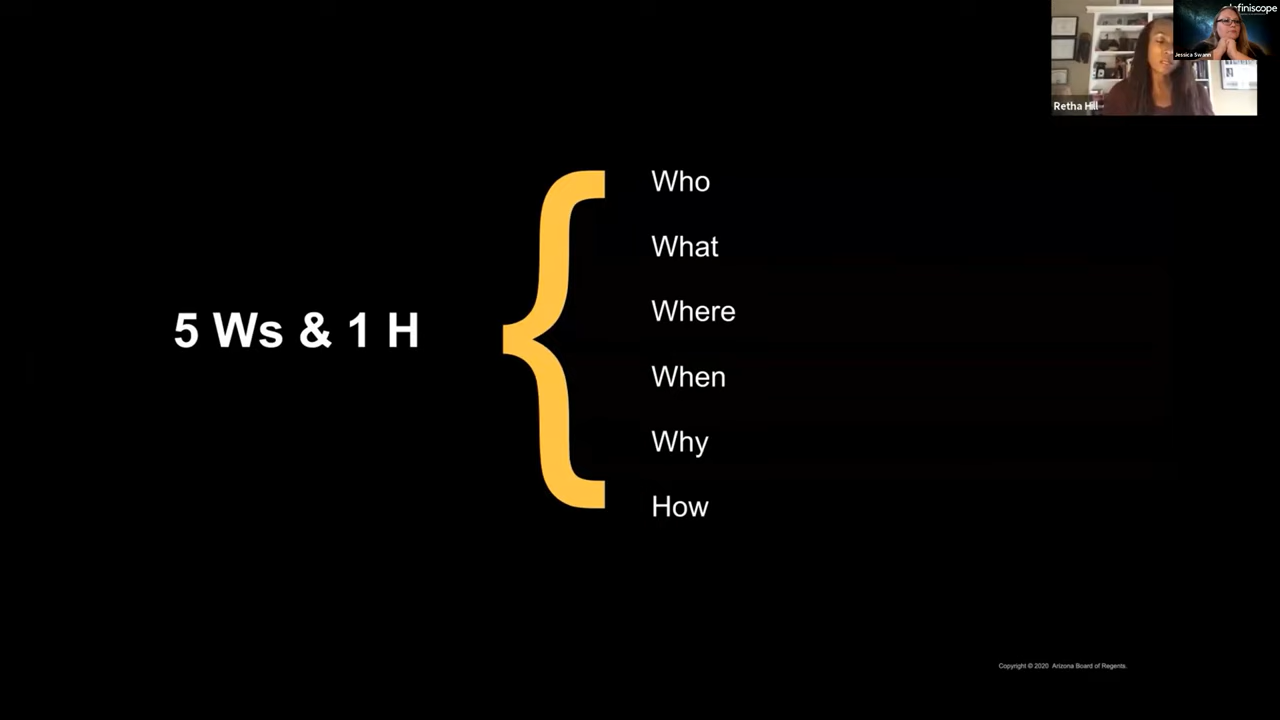 definiscope
Jessica Swann
Retha Hill
5 Ws & 1 H
Who
What
Where
When
Why
How
Copyright © 2020 Arizona Board of Regents.